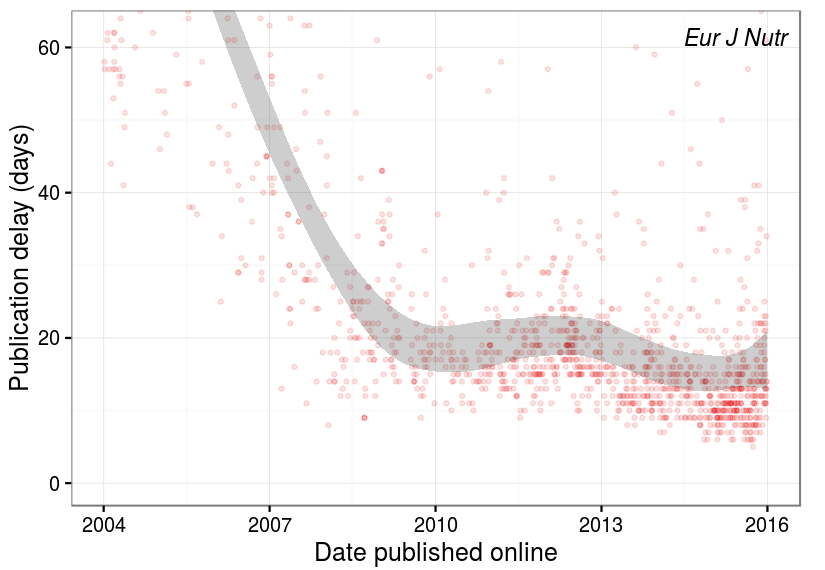 Eur J Nutr
Publication delay (days)
60
40
20
0
2004 2007 2010 2013 2016
Date published online